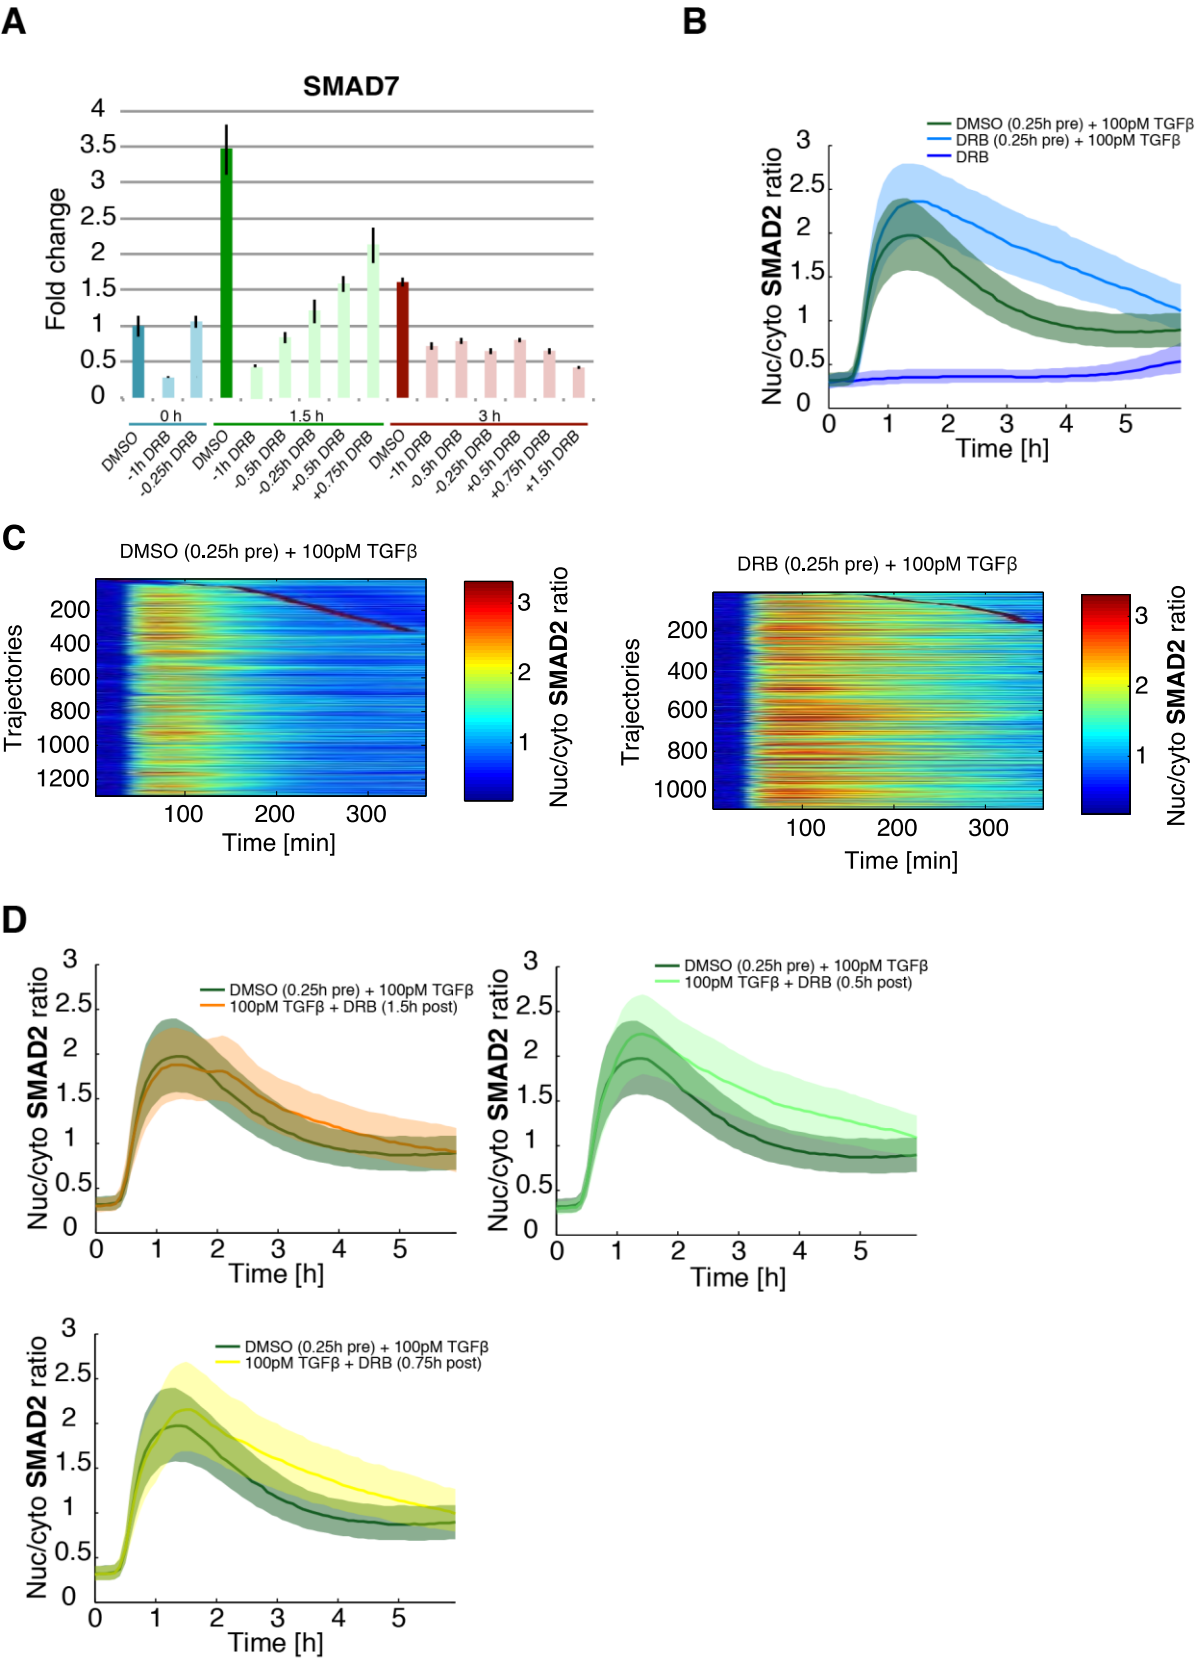 A
SMAD7
Fold change
4
3.5
3
2.5
2
1.5
1
0.5
0
0 h
1.5 h
3 h
DMSO
-1h DRB
-0.25h DRB
DMSO
-1h DRB
-0.5h DRB
-0.25h DRB
+0.5h DRB
+0.75h DRB
DMSO
-1h DRB
-0.5h DRB
-0.25h DRB
+0.5h DRB
+0.75h DRB
+1.5h DRB
B
DMSO (0.25h pre) + 100pM TGFβ
DRB (0.25h pre) + 100pM TGFβ
DRB
Nuc/cyto SMAD2 ratio
3
2.5
2
1.5
1
0.5
0
0 1 2 3 4 5
Time [h]
C
DMSO (0.25h pre) + 100pM TGFβ
Trajectories
200
400
600
800
1000
1200
100 200 300
Time [min]
3
2
1
Nuc/cyto SMAD2 ratio
DRB (0.25h pre) + 100pM TGFβ
Trajectories
200
400
600
800
1000
100 200 300
Time [min]
3
2
1
Nuc/cyto SMAD2 ratio
D
DMSO (0.25h pre) + 100pM TGFβ
100pM TGFβ + DRB (1.5h post)
Nuc/cyto SMAD2 ratio
3
2.5
2
1.5
1
0.5
0
0 1 2 3 4 5
Time [h]
DMSO (0.25h pre) + 100pM TGFβ
100pM TGFβ + DRB (0.5h post)
Nuc/cyto SMAD2 ratio
3
2.5
2
1.5
1
0.5
0
0 1 2 3 4 5
Time [h]
DMSO (0.25h pre) + 100pM TGFβ
100pM TGFβ + DRB (0.75h post)
Nuc/cyto SMAD2 ratio
3
2.5
2
1.5
1
0.5
0
0 1 2 3 4 5
Time [h]